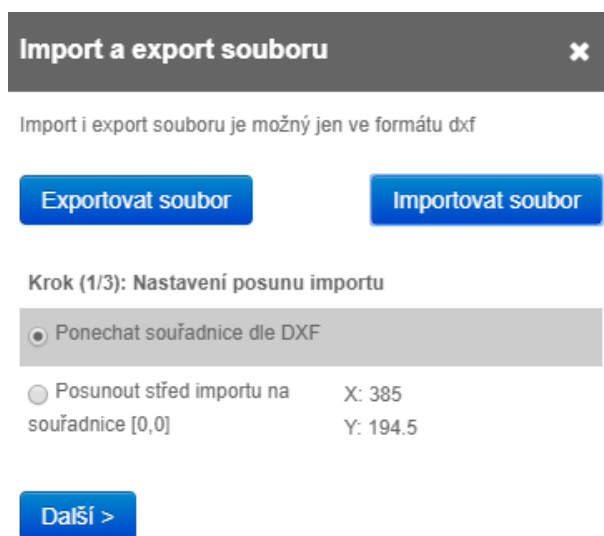 Import a export souboru
Import i export souboru je možný jen ve formátu dxf
Exportovat soubor
Importovat soubor
Krok (1/3): Nastavení posunu importu
Ponechat souřadnice dle DXF
Posunout střed importu na
souřadnice [0,0]
X: 385
Y: 194.5
Další >